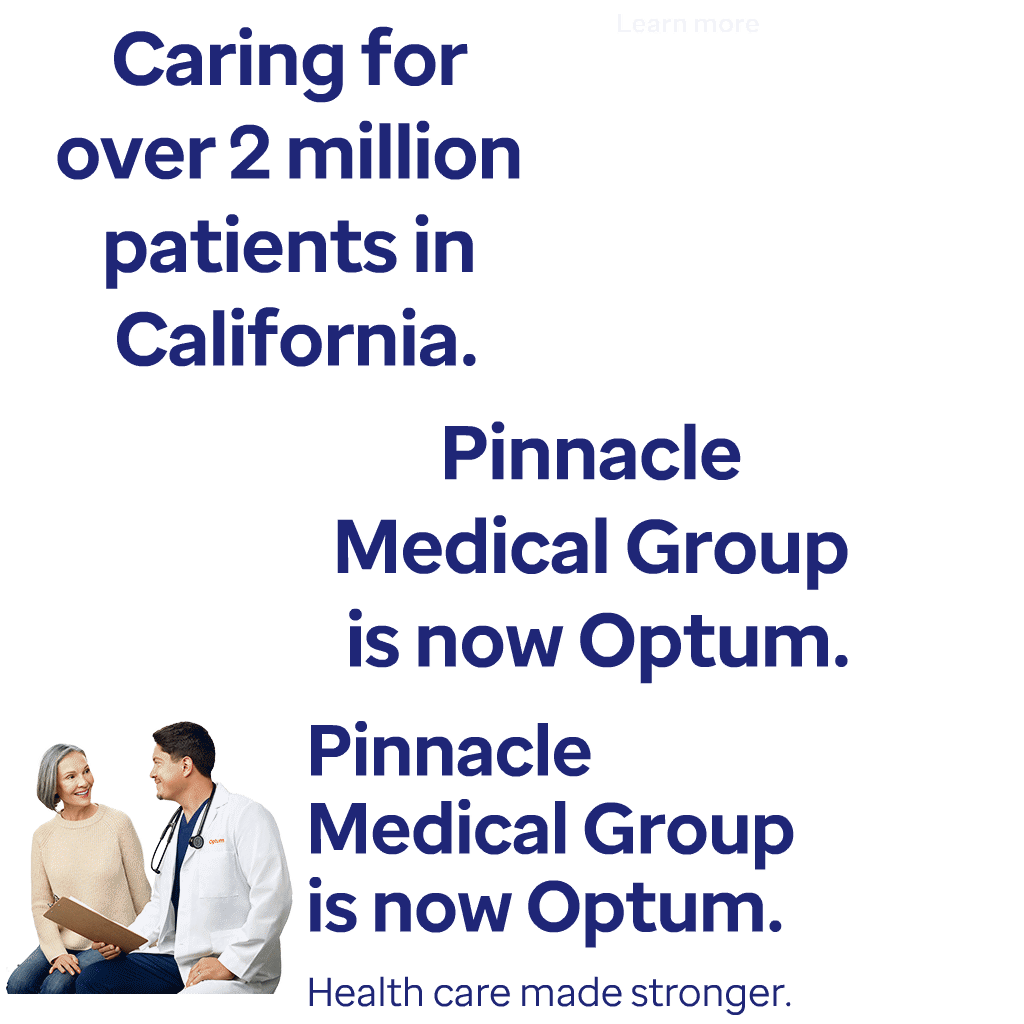 Learn more
Caring for
over 2 million
patients in
California.
Pinnacle
Medical Group
is now Optum.
Pinnacle
Medical Group
is now Optum.
Optum
Health care made stronger.